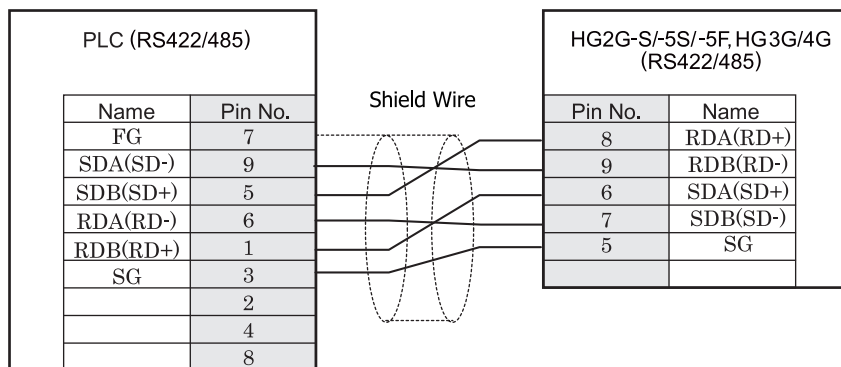 PLC (RS422/485)
Name Pin No.
FG 7
SDA(SD-) 9
SDB(SD+) 5
RDA(RD-) 6
RDB(RD+) 1
SG 3
2
4
8
Shield Wire
HG2G-S/-5S/-5F, HG3G/4G
(RS422/485)
Pin No. Name
8 RDA(RD+)
9 RDB(RD-)
6 SDA(SD+)
7 SDB(SD-)
5 SG